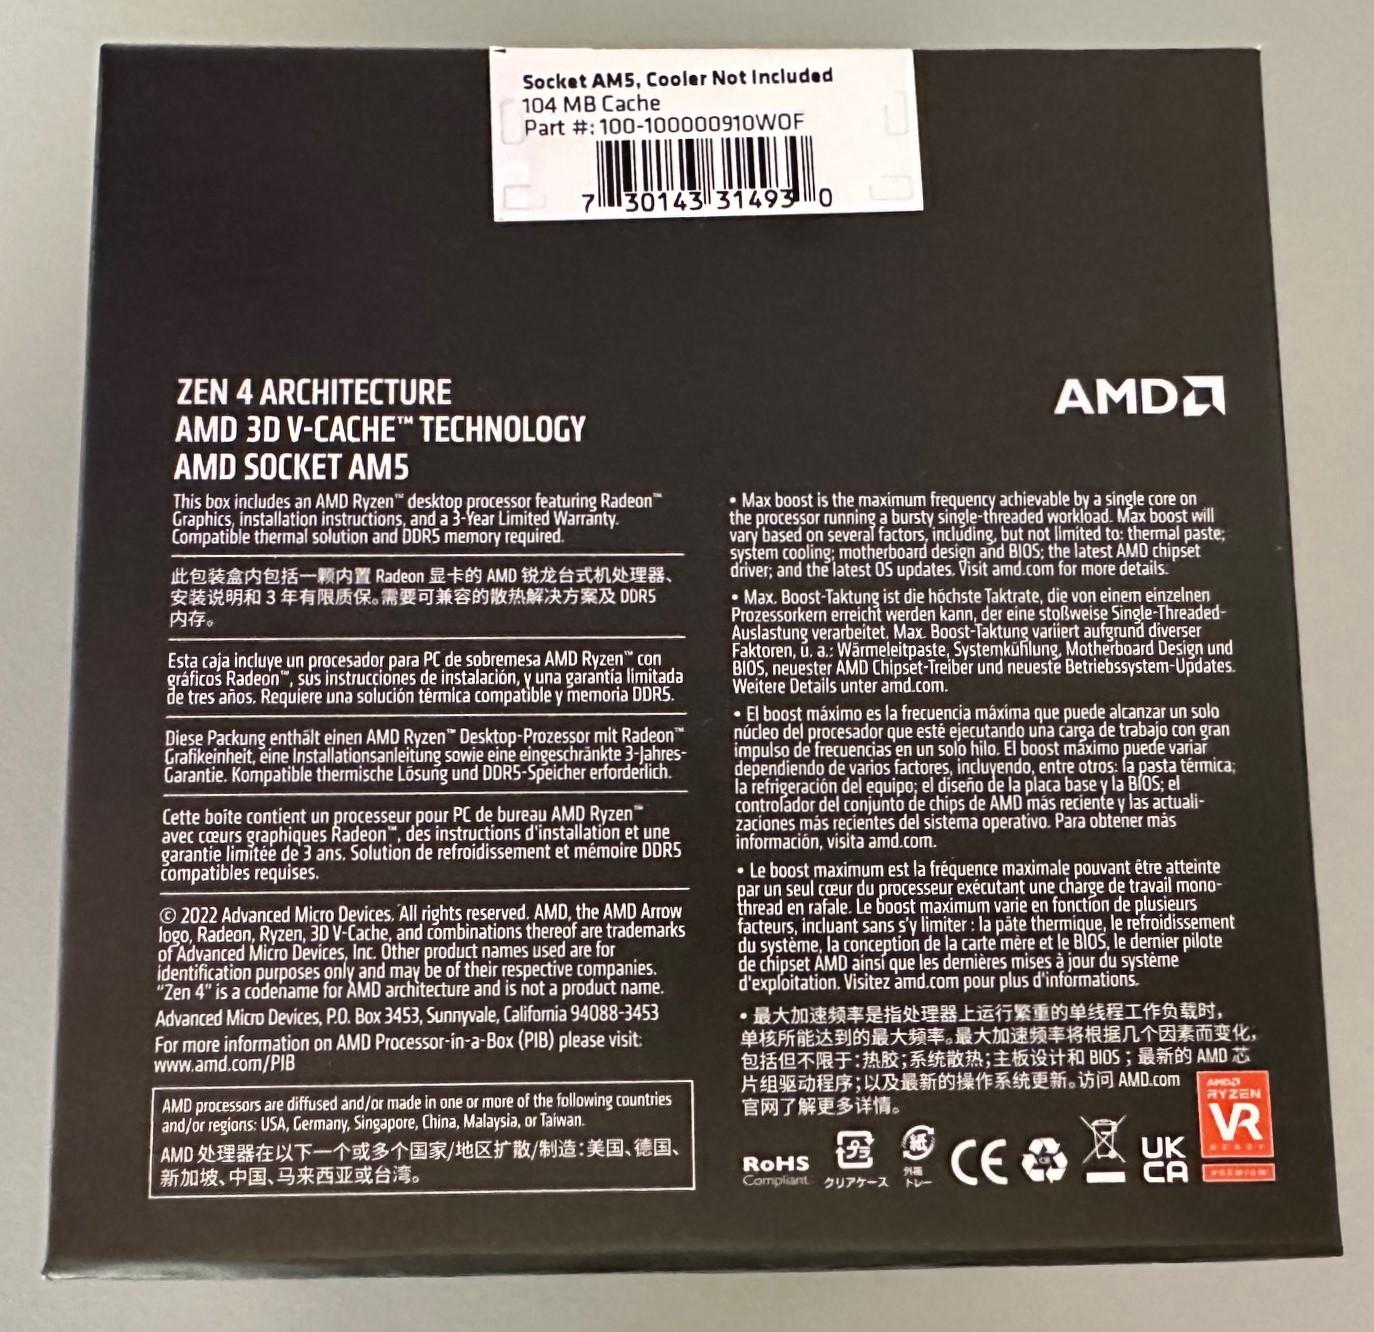 Socket AM5, Cooler Not Included
104 MB Cache
Part #: 100-100000910WOF
7 30143 31493 0
ZEN 4 ARCHITECTURE
AMD 3D V-CACHE™ TECHNOLOGY
AMD SOCKET AM5
This box includes an AMD Ryzen™ desktop processor featuring Radeon™
Graphics, installation instructions, and a 3-Year Limited Warranty.
Compatible thermal solution and DDR5 memory required.
此包装盒内包括一颗内置 Radeon 显卡的 AMD 锐龙台式机处理器、
安装说明和 3 年有限质保。需要可兼容的散热解决方案及 DDR5
内存。
Esta caja incluye un procesador para PC de sobremesa AMD Ryzen™ con
gráficos Radeon™, sus instrucciones de instalación, y una garantía limitada
de tres años. Requiere una solución térmica compatible y memoria DDR5.
Diese Packung enthält einen AMD Ryzen™ Desktop-Prozessor mit Radeon™
Grafikeinheit, eine Installationsanleitung sowie eine eingeschränkte 3-Jahres-
Garantie. Kompatible thermische Lösung und DDR5-Speicher erforderlich.
Cette boîte contient un processeur pour PC de bureau AMD Ryzen™
avec cœurs graphiques Radeon™, des instructions d'installation et une
garantie limitée de 3 ans. Solution de refroidissement et mémoire DDR5
compatibles requises.
© 2022 Advanced Micro Devices. All rights reserved. AMD, the AMD Arrow
logo, Radeon, Ryzen, 3D V-Cache, and combinations thereof are trademarks
of Advanced Micro Devices, Inc. Other product names used are for
identification purposes only and may be of their respective companies.
"Zen 4" is a codename for AMD architecture and is not a product name.
Advanced Micro Devices, P.O. Box 3453, Sunnyvale, California 94088-3453
For more information on AMD Processor-in-a-Box (PIB) please visit:
www.amd.com/PIB
AMD processors are diffused and/or made in one or more of the following countries
and/or regions: USA, Germany, Singapore, China, Malaysia, or Taiwan.
AMD 处理器在以下一个或多个国家/地区扩散/制造：美国、德国、
新加坡、中国、马来西亚或台湾。
AMD
• Max boost is the maximum frequency achievable by a single core on
the processor running a bursty single-threaded workload. Max boost will
vary based on several factors, including, but not limited to: thermal paste;
system cooling; motherboard design and BIOS; the latest AMD chipset
driver; and the latest OS updates. Visit amd.com for more details.
• Max. Boost-Taktung ist die höchste Taktrate, die von einem einzelnen
Prozessorkern erreicht werden kann, der eine stoßweise Single-Threaded-
Auslastung verarbeitet. Max. Boost-Taktung variiert aufgrund diverser
Faktoren, u. a.: Wärmeleitpaste, Systemkühlung, Motherboard Design und
BIOS, neuester AMD Chipset-Treiber und neueste Betriebssystem-Updates.
Weitere Details unter amd.com.
• El boost máximo es la frecuencia máxima que puede alcanzar un solo
núcleo del procesador que esté ejecutando una carga de trabajo con gran
impulso de frecuencias en un solo hilo. El boost máximo puede variar
dependiendo de varios factores, incluyendo, entre otros: la pasta térmica;
la refrigeración del equipo; el diseño de la placa base y la BIOS; el
controlador del conjunto de chips de AMD más reciente y las actuali-
zaciones más recientes del sistema operativo. Para obtener más
información, visita amd.com.
• Le boost maximum est la fréquence maximale pouvant être atteinte
par un seul cœur du processeur exécutant une charge de travail mono-
thread en rafale. Le boost maximum varie en fonction de plusieurs
facteurs, incluant sans s'y limiter : la pâte thermique, le refroidissement
du système, la conception de la carte mère et le BIOS, le dernier pilote
de chipset AMD ainsi que les dernières mises à jour du système
d'exploitation. Visitez amd.com pour plus d'informations.
• 最大加速频率是指处理器上运行繁重的单线程工作负载时，
单核所能达到的最大频率。最大加速频率将根据几个因素而变化，
包括但不限于：热胶；系统散热；主板设计和 BIOS；最新的 AMD 芯
片组驱动程序；以及最新的操作系统更新。访问 AMD.com
官网了解更多详情。
RoHS
Compliant
プラ
クリアケース
紙
外箱
トレー
CE
UK
CA
AMD
RYZEN
VR
READY
PREMIUM